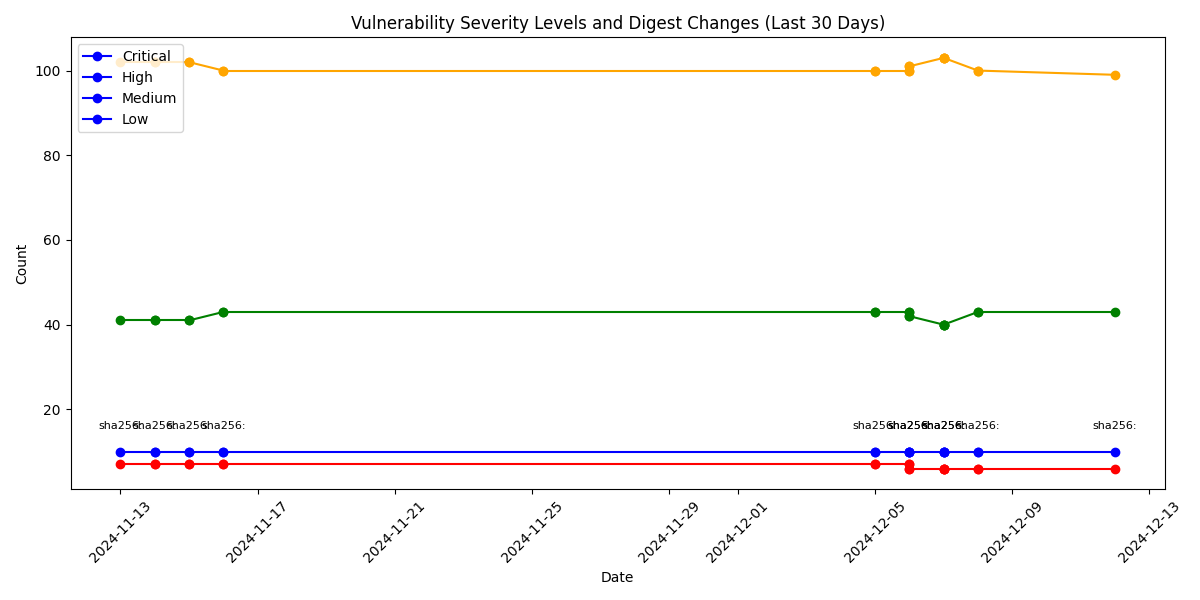 Vulnerability Severity Levels and Digest Changes (Last 30 Days)
Critical
High
Medium
Low
Count
100
80
60
40
20
sha256: sha256: sha256: sha256: sha256: sha256: sha256: sha256: sha256:
2024-11-13 2024-11-17 2024-11-21 2024-11-25 2024-11-29 2024-12-01 2024-12-05 2024-12-09 2024-12-13
Date